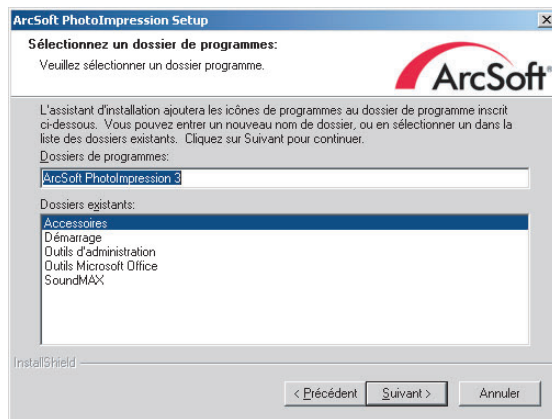 ArcSoft PhotoImpression Setup
Sélectionnez un dossier de programmes:
Veuillez sélectionner un dossier programme.
ArcSoft®
L'assistant d'installation ajoutera les icônes de programmes au dossier de programme inscrit
ci-dessous. Vous pouvez entrer un nouveau nom de dossier, ou en sélectionner un dans la
liste des dossiers existants. Cliquez sur Suivant pour continuer.
Dossiers de programmes:
ArcSoft PhotoImpression 3
Dossiers existants:
Accessoires
Démarrage
Outils d'administration
Outils Microsoft Office
SoundMAX
InstallShield
< Précédent
Suivant >
Annuler